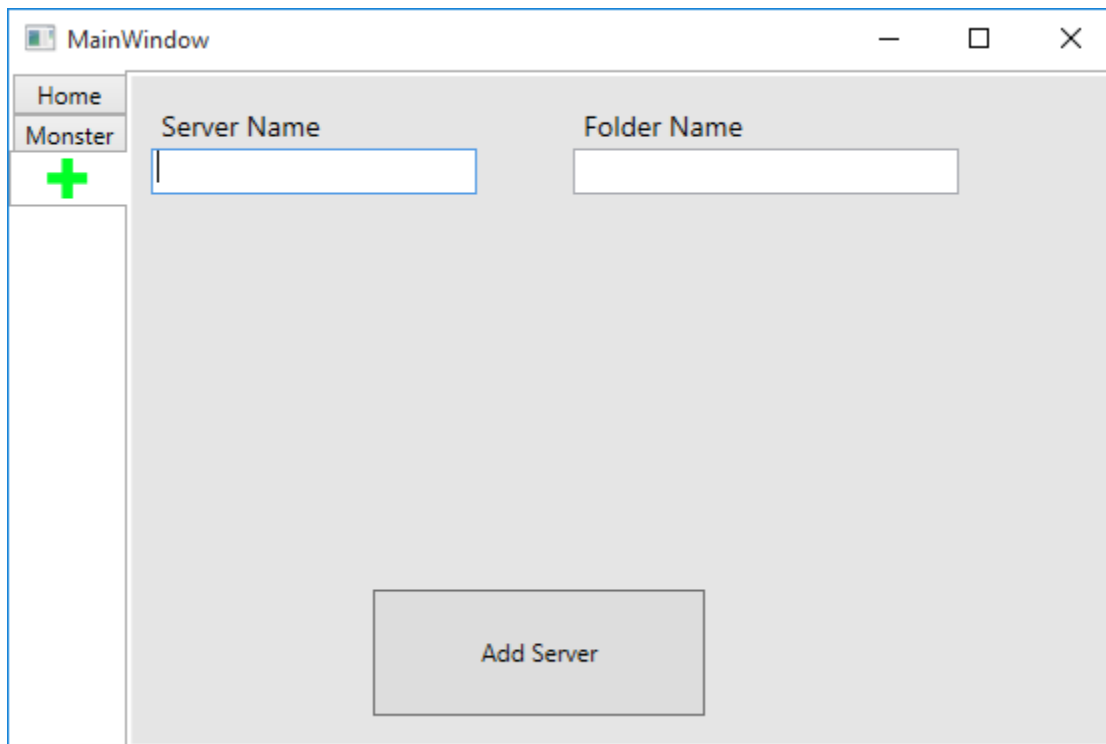 MainWindow
Home
Monster
Server Name
Folder Name
Add Server